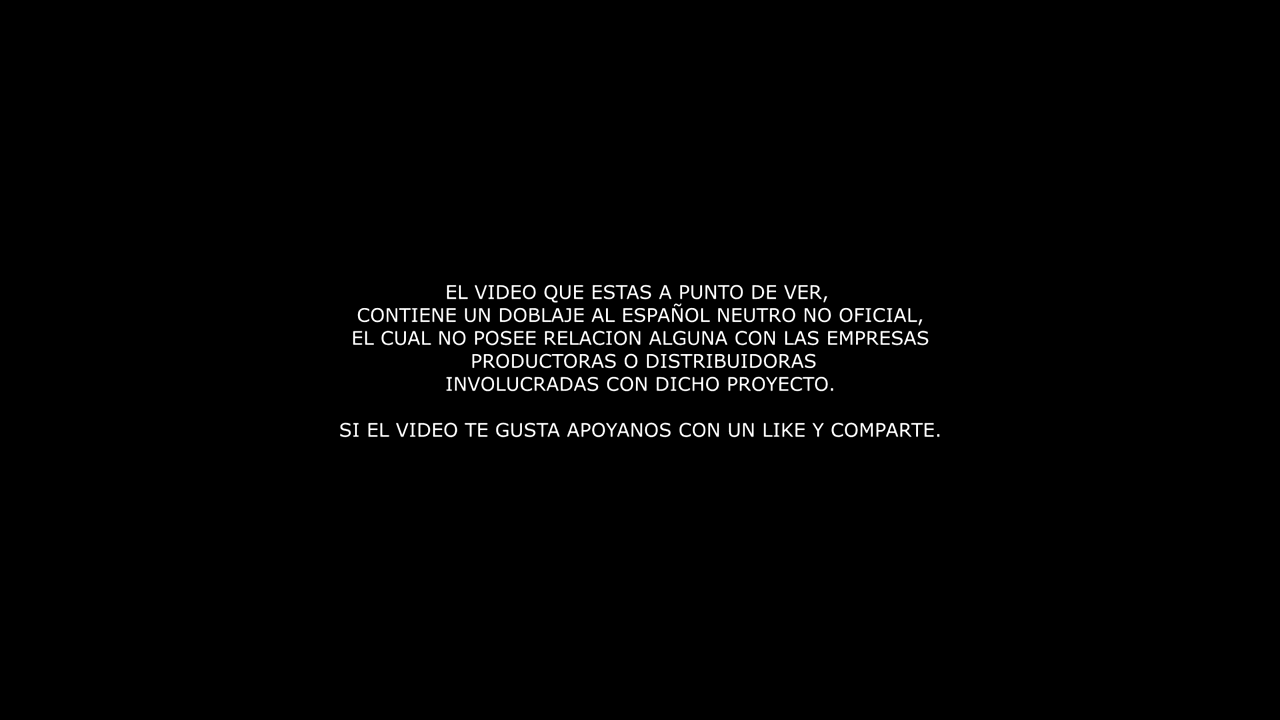 EL VIDEO QUE ESTAS A PUNTO DE VER,
CONTIENE UN DOBLAJE AL ESPAÑOL NEUTRO NO OFICIAL,
EL CUAL NO POSEE RELACION ALGUNA CON LAS EMPRESAS
PRODUCTORAS O DISTRIBUIDORAS
INVOLUCRADAS CON DICHO PROYECTO.
SI EL VIDEO TE GUSTA APOYANOS CON UN LIKE Y COMPARTE.